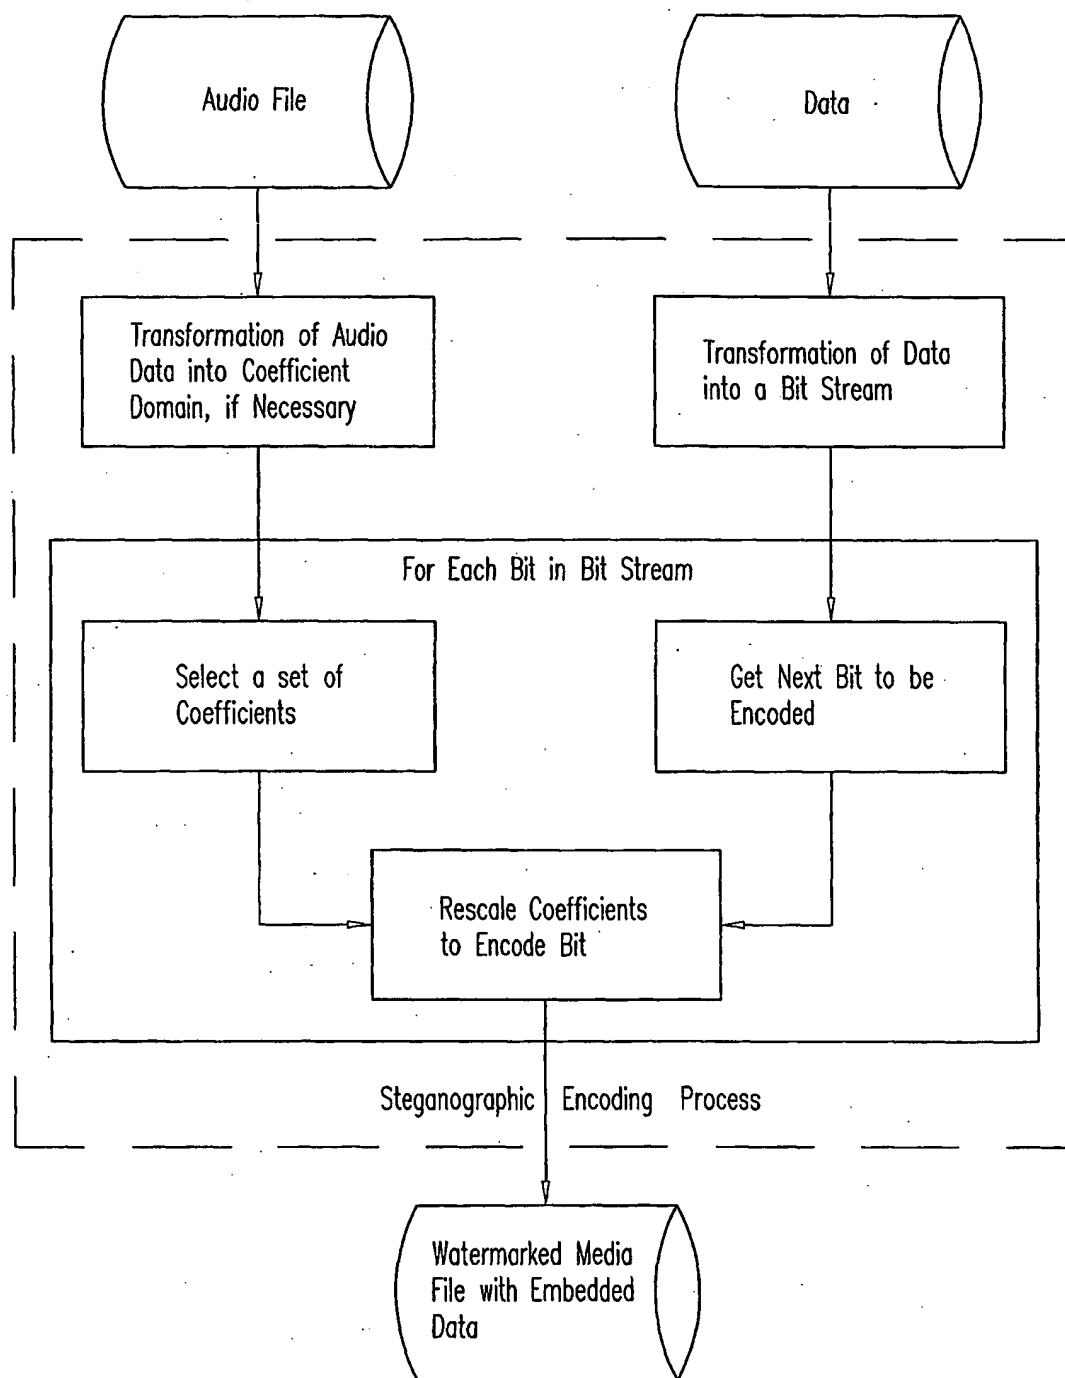 Audio File
Data
Transformation of Audio
Data into Coefficient
Domain, if Necessary
Transformation of Data
into a Bit Stream
For Each Bit in Bit Stream
Select a set of
Coefficients
Get Next Bit to be
Encoded
Rescale Coefficients
to Encode Bit
Steganographic Encoding Process
Watermarked Media
File with Embedded
Data